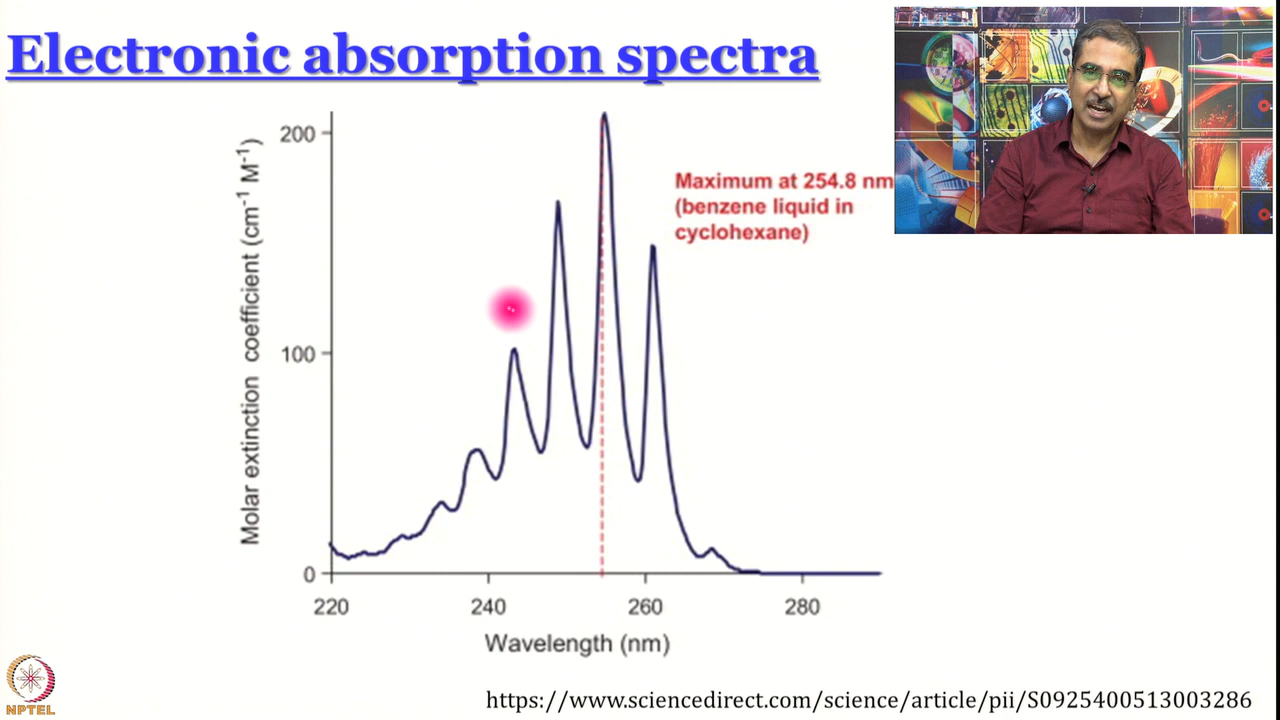 Electronic absorption spectra
Molar extinction coefficient (cm-1 M-1)
200
100
0
Maximum at 254.8 nm
(benzene liquid in
cyclohexane)
220 240 260 280
Wavelength (nm)
NPTEL
https://www.sciencedirect.com/science/article/pii/S0925400513003286